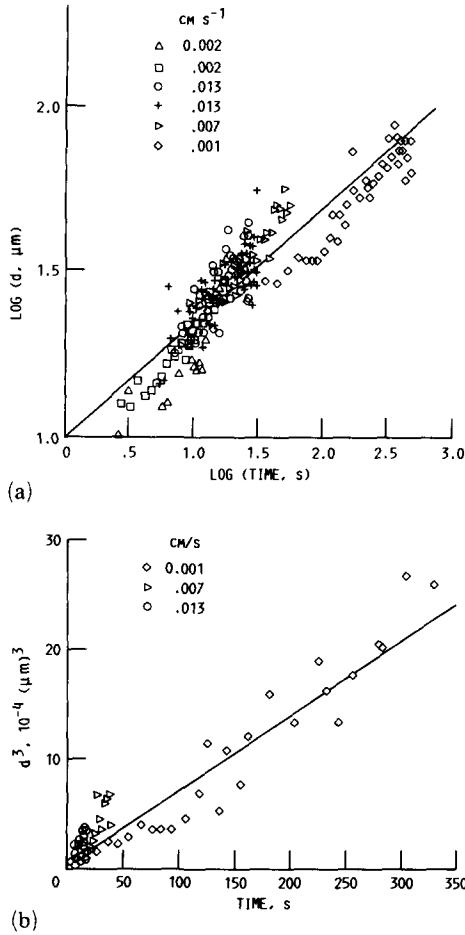 (a)
CM S⁻¹
△ 0.002
□ .002
○ .013
+ .013
▷ .007
◇ .001
LOG (d, μm)
2.0
1.5
1.0
0 .5 1.0 1.5 2.0 2.5 3.0
LOG (TIME, s)
(b)
CM/S
◇ 0.001
▷ .007
○ .013
d³, 10⁻⁴ (μm)³
30
20
10
0 50 100 150 200 250 300 350
TIME, s